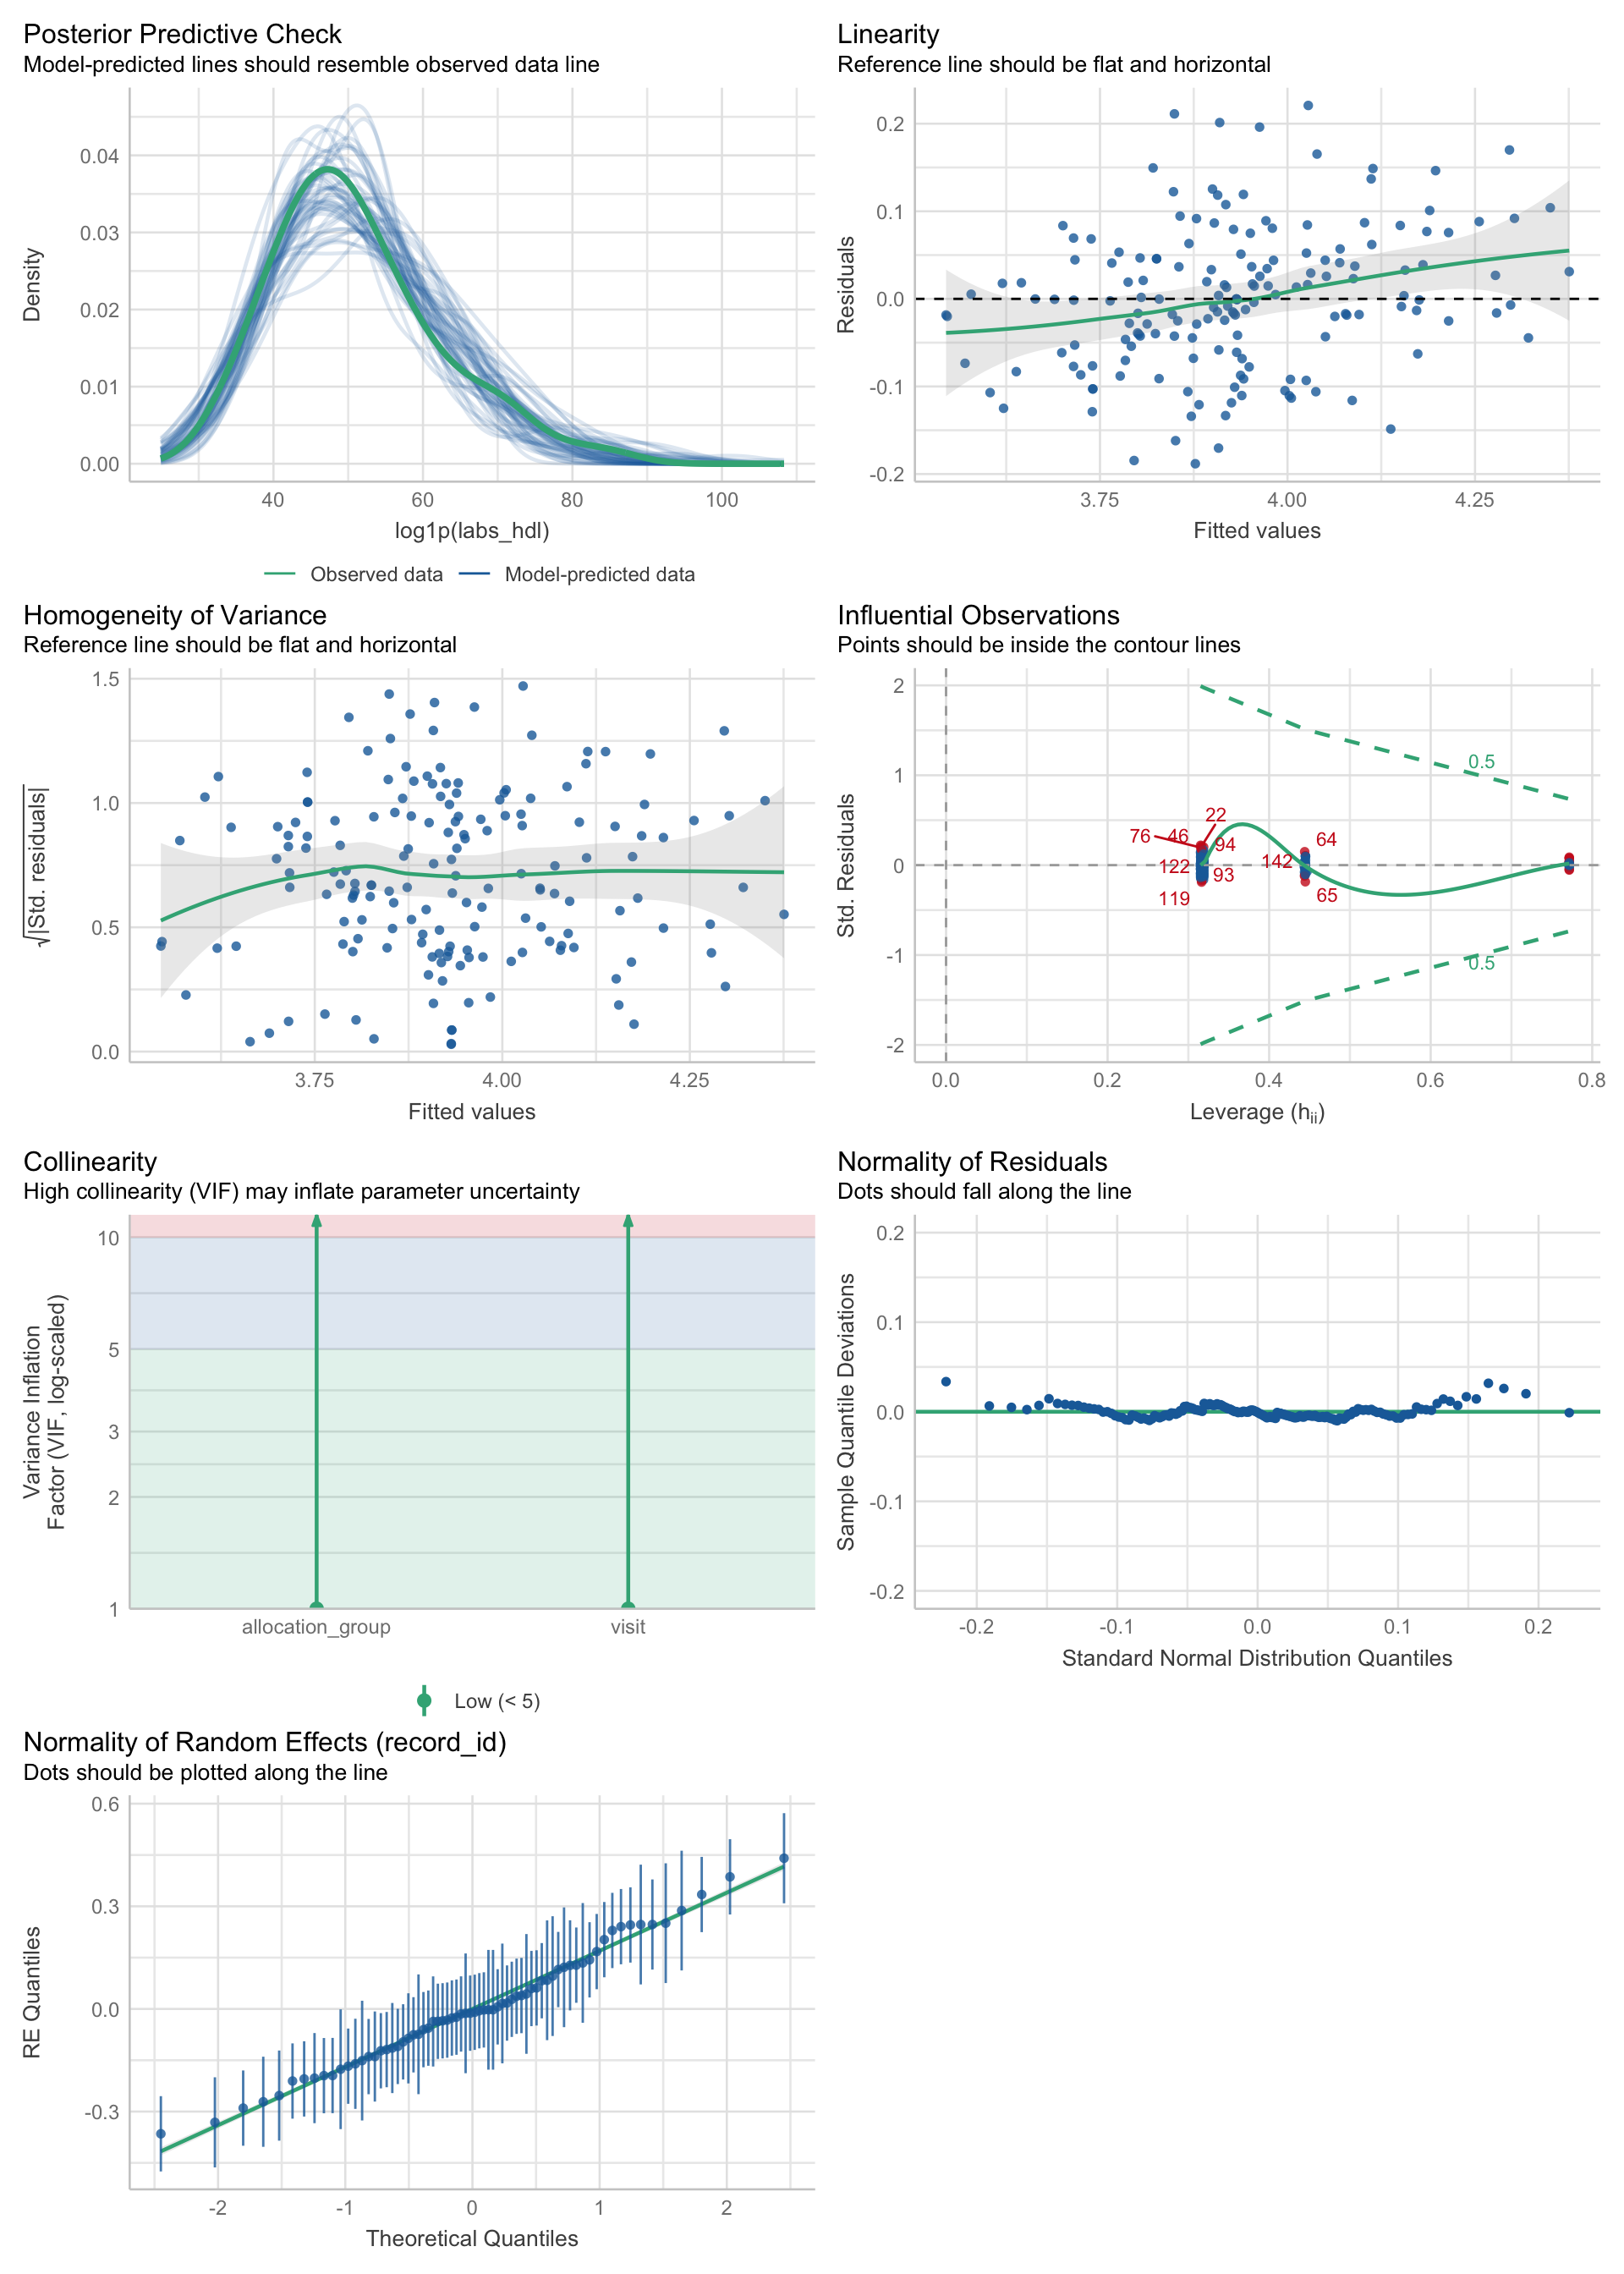 Posterior Predictive Check
Model-predicted lines should resemble observed data line
Density
0.04
0.03
0.02
0.01
0.00
40 60 80 100
log1p(labs_hdl)
Observed data Model-predicted data
Linearity
Reference line should be flat and horizontal
Residuals
0.2
0.1
0.0
-0.1
-0.2
3.75 4.00 4.25
Fitted values
Homogeneity of Variance
Reference line should be flat and horizontal
√|Std. residuals|
1.5
1.0
0.5
0.0
3.75 4.00 4.25
Fitted values
Influential Observations
Points should be inside the contour lines
Std. Residuals
2
1
0
-1
-2
0.5
22
76 46 94 64
122 93 142
119 65
0.5
0.0 0.2 0.4 0.6 0.8
Leverage (hii)
Collinearity
High collinearity (VIF) may inflate parameter uncertainty
Variance Inflation
Factor (VIF, log-scaled)
10
5
3
2
1
allocation_group visit
Low (< 5)
Normality of Residuals
Dots should fall along the line
Sample Quantile Deviations
0.2
0.1
0.0
-0.1
-0.2
-0.2 -0.1 0.0 0.1 0.2
Standard Normal Distribution Quantiles
Normality of Random Effects (record_id)
Dots should be plotted along the line
RE Quantiles
0.6
0.3
0.0
-0.3
-2 -1 0 1 2
Theoretical Quantiles